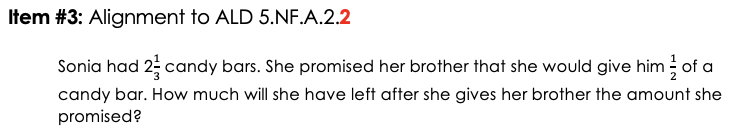 Item #3: Alignment to ALD 5.NF.A.2.2
Sonia had 2 1/3 candy bars. She promised her brother that she would give him 1/2 of a
candy bar. How much will she have left after she gives her brother the amount she
promised?